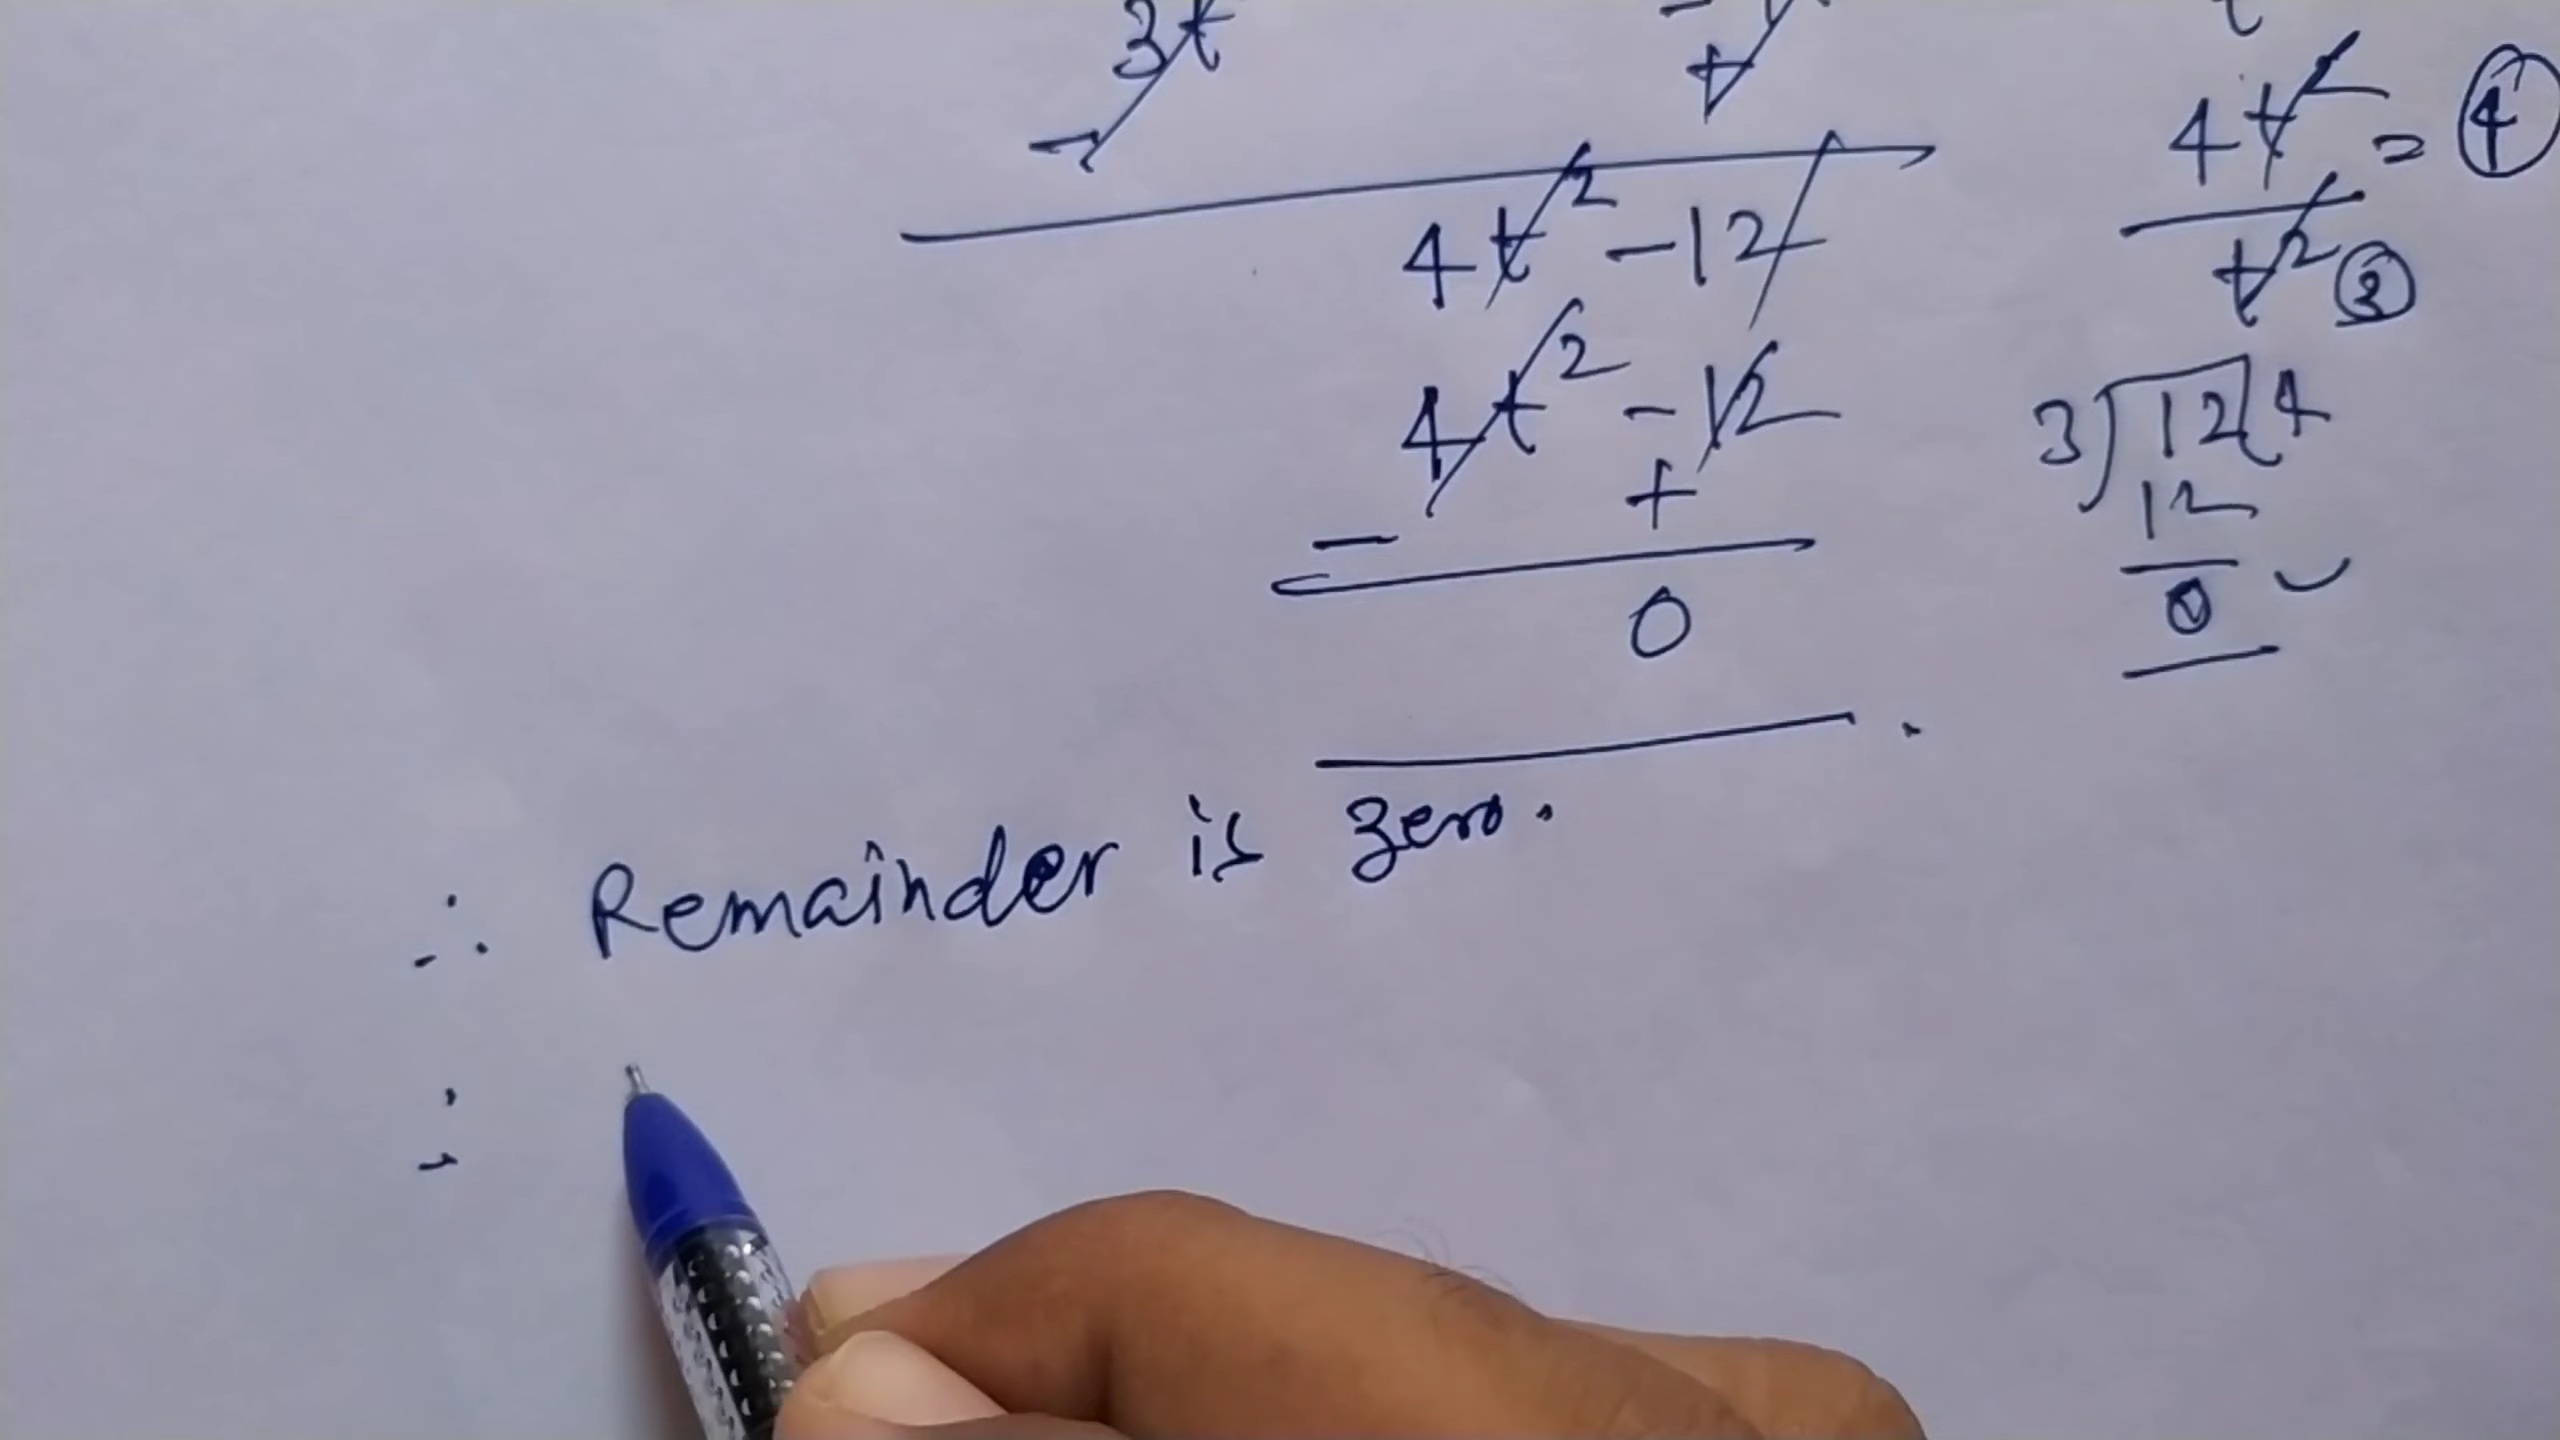 3t
+
4t² = 4
t² 3
4t² - 12
4t² - 12
- +
0
3) 12 (4
12
0
∴ Remainder is zero.